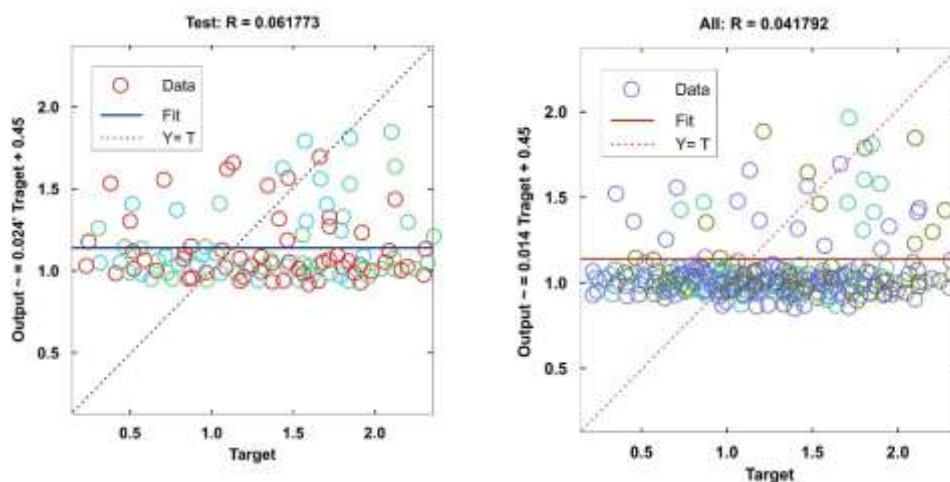 Test: R = 0.061773
Output ~ = 0.024' Traget + 0.45
2.0
1.5
1.0
0.5
Data
Fit
Y= T
0.5 1.0 1.5 2.0
Target
All: R = 0.041792
Output ~ = 0.014 Traget + 0.45
2.0
1.5
1.0
0.5
Data
Fit
Y= T
0.5 1.0 1.5 2.0
Target